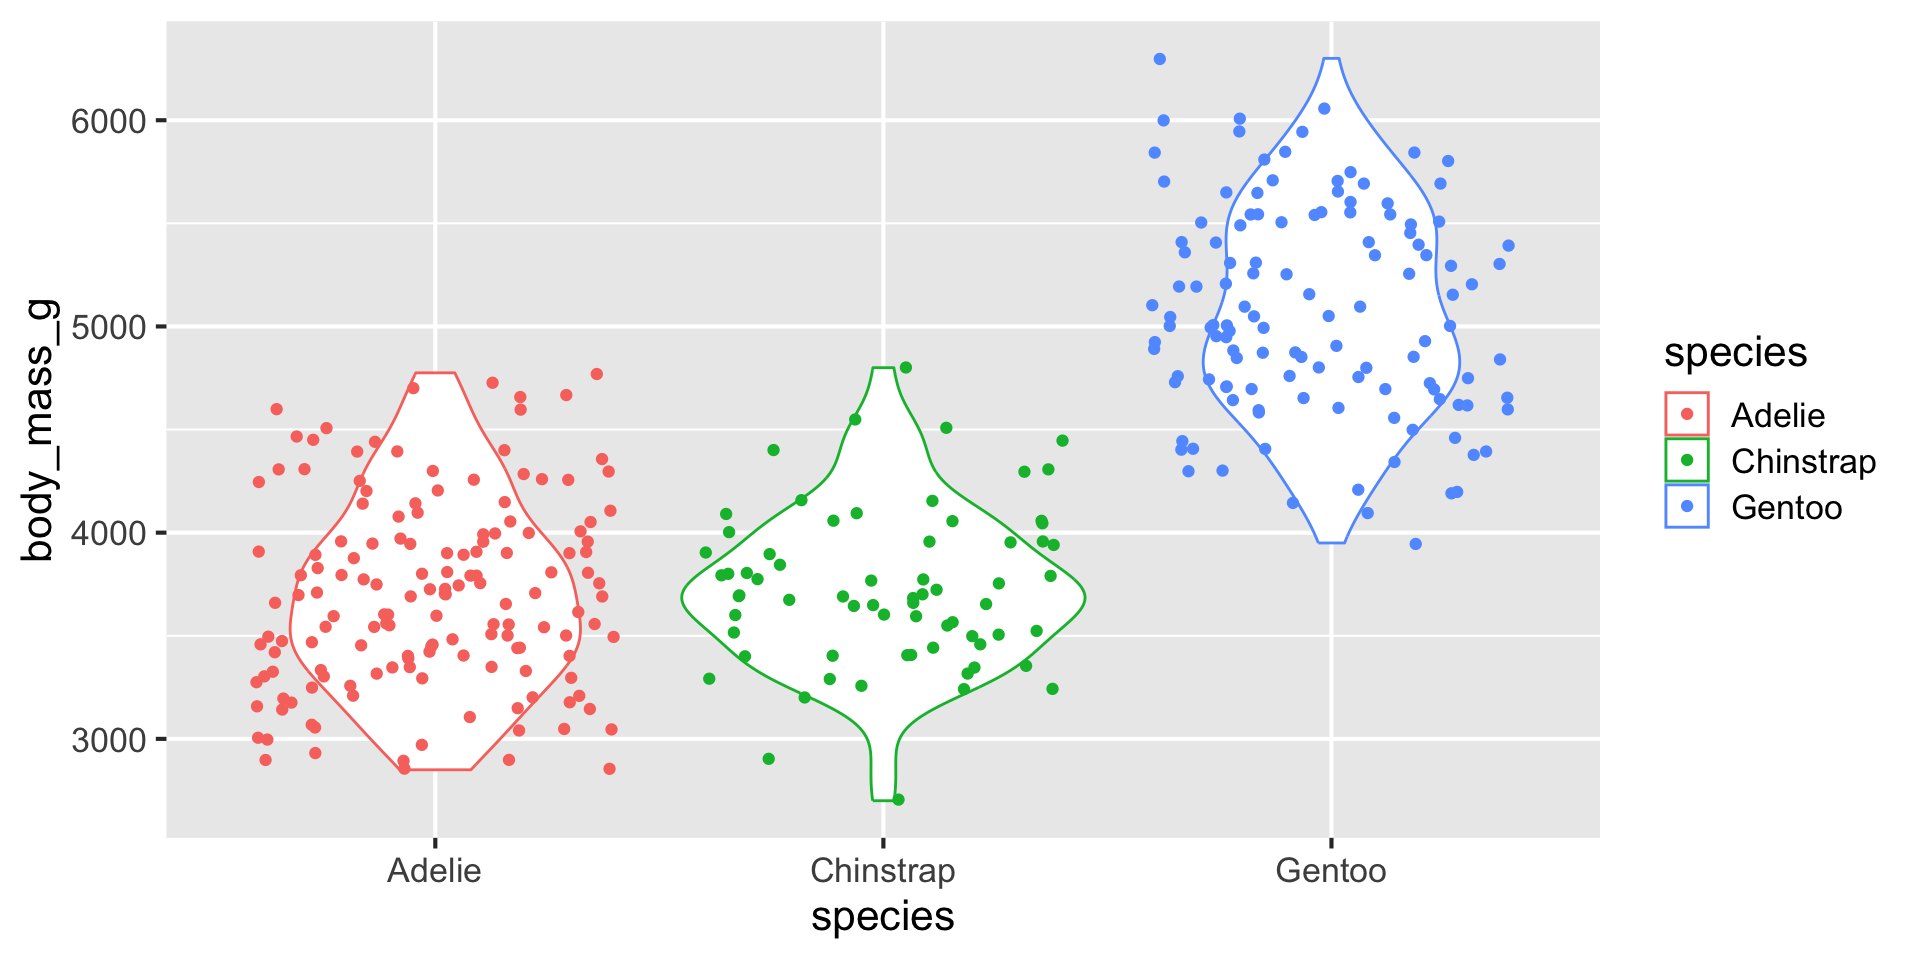 body_mass_g
6000
5000
4000
3000
Adelie
Chinstrap
Gentoo
species
species
Adelie
Chinstrap
Gentoo